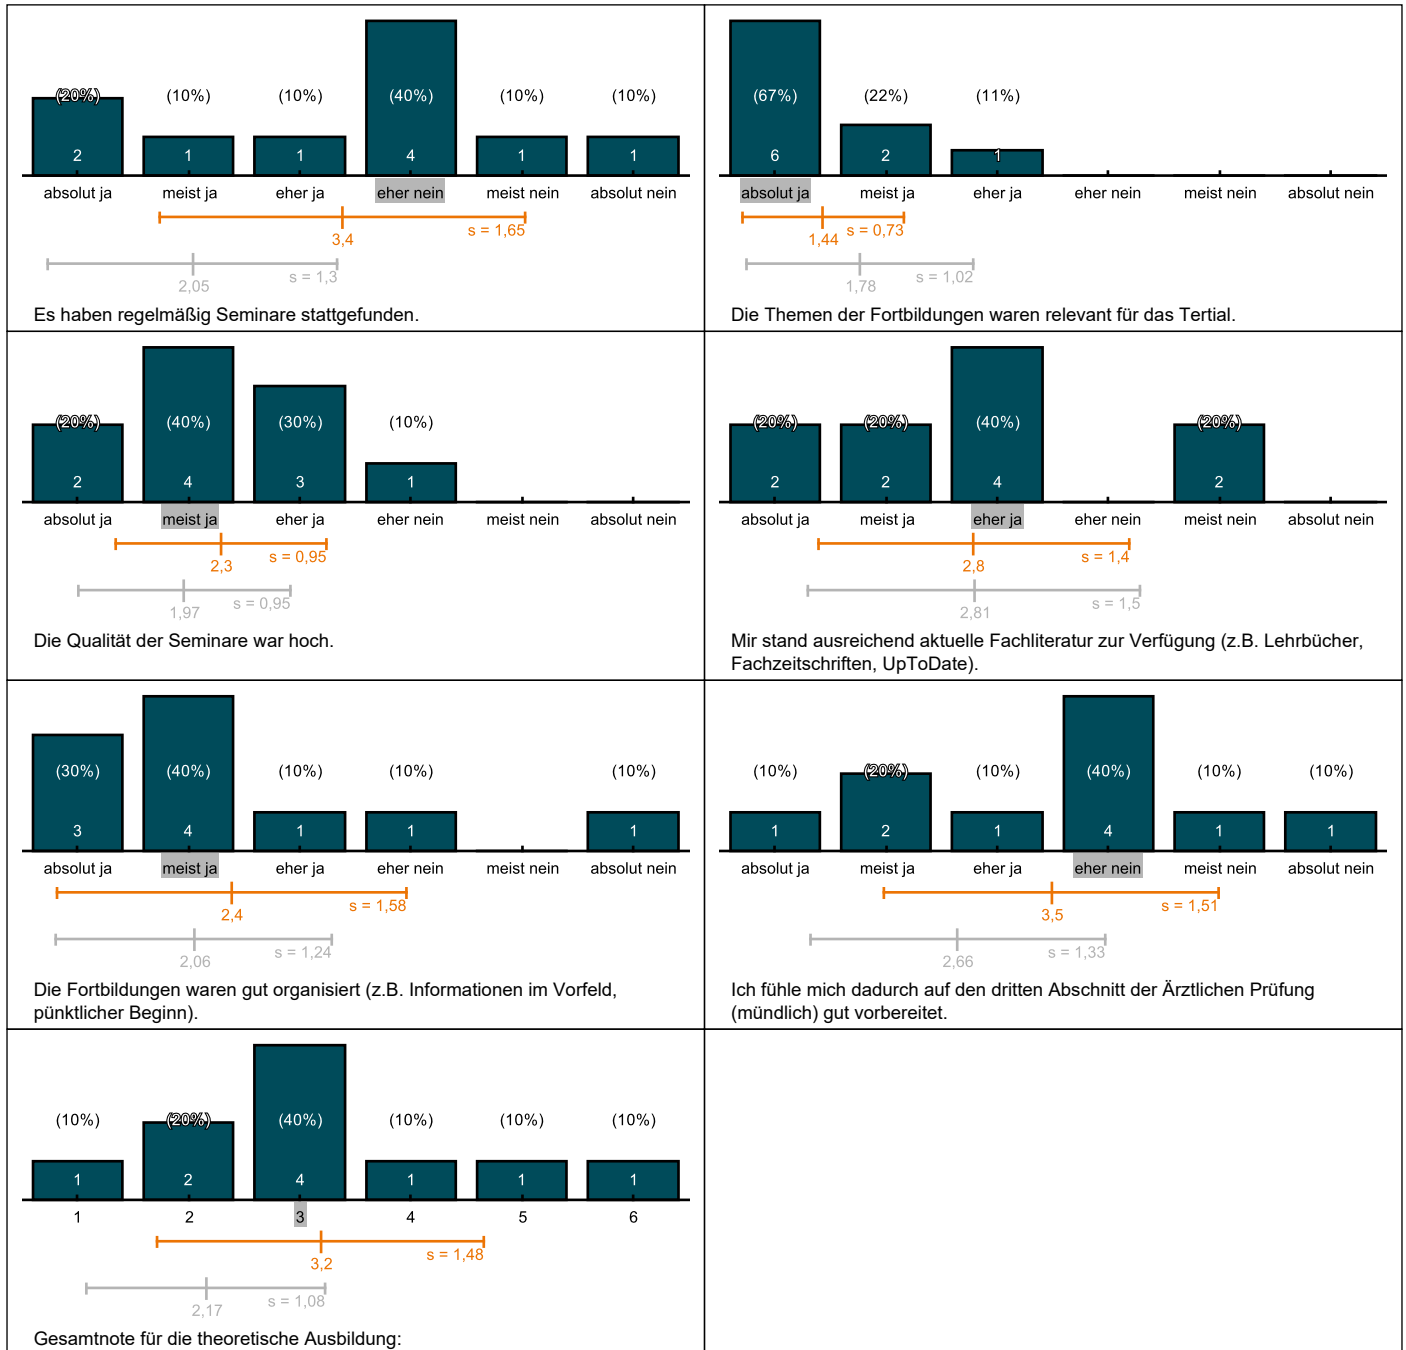 (20%) (10%) (10%) (40%) (10%) (10%)
2 1 1 4 1 1
absolut ja meist ja eher ja eher nein meist nein absolut nein
s = 1,65
3,4
s = 1,3
2,05
Es haben regelmäßig Seminare stattgefunden.
(67%) (22%) (11%)
6 2 1
absolut ja meist ja eher ja eher nein meist nein absolut nein
1,44 s = 0,73
s = 1,02
1,78
Die Themen der Fortbildungen waren relevant für das Tertial.
(20%) (40%) (30%) (10%)
2 4 3 1
absolut ja meist ja eher ja eher nein meist nein absolut nein
s = 0,95
2,3
s = 0,95
1,97
Die Qualität der Seminare war hoch.
(20%) (20%) (40%) (20%)
2 2 4 2
absolut ja meist ja eher ja eher nein meist nein absolut nein
s = 1,4
2,8
s = 1,5
2,81
Mir stand ausreichend aktuelle Fachliteratur zur Verfügung (z.B. Lehrbücher,
Fachzeitschriften, UpToDate).
(30%) (40%) (10%) (10%) (10%)
3 4 1 1 1
absolut ja meist ja eher ja eher nein meist nein absolut nein
s = 1,58
2,4
s = 1,24
2,06
Die Fortbildungen waren gut organisiert (z.B. Informationen im Vorfeld,
pünktlicher Beginn).
(10%) (20%) (10%) (40%) (10%) (10%)
1 2 1 4 1 1
absolut ja meist ja eher ja eher nein meist nein absolut nein
s = 1,51
3,5
s = 1,33
2,66
Ich fühle mich dadurch auf den dritten Abschnitt der Ärztlichen Prüfung
(mündlich) gut vorbereitet.
(10%) (20%) (40%) (10%) (10%) (10%)
1 2 4 1 1 1
1 2 3 4 5 6
s = 1,48
3,2
s = 1,08
2,17
Gesamtnote für die theoretische Ausbildung: